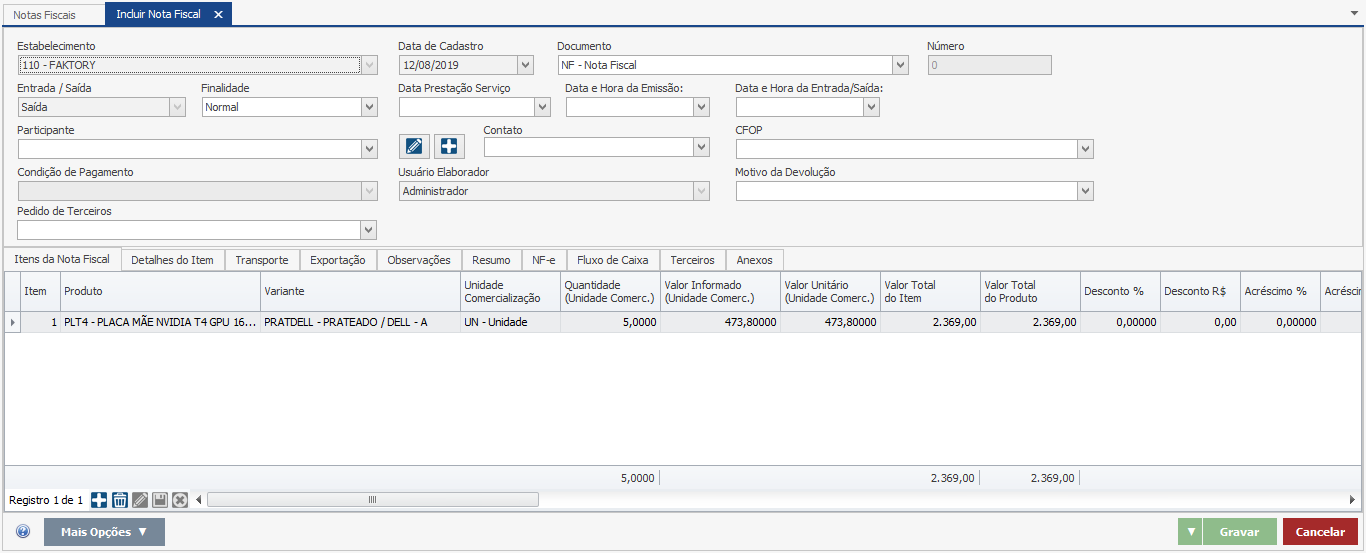 Notas Fiscais
Incluir Nota Fiscal
Estabelecimento
Data de Cadastro
Documento
Número
110 - FAKTORY
12/08/2019
NF - Nota Fiscal
0
Entrada / Saída
Finalidade
Data Prestação Serviço
Data e Hora da Emissão:
Data e Hora da Entrada/Saída:
Saída
Normal
Participante
Contato
CFOP
Condição de Pagamento
Usuário Elaborador
Motivo da Devolução
Administrador
Pedido de Terceiros
Itens da Nota Fiscal
Detalhes do Item
Transporte
Exportação
Observações
Resumo
NF-e
Fluxo de Caixa
Terceiros
Anexos
Item
Produto
Variante
Unidade
Comercialização
Quantidade
(Unidade Comerc.)
Valor Informado
(Unidade Comerc.)
Valor Unitário
(Unidade Comerc.)
Valor Total
do Item
Valor Total
do Produto
Desconto %
Desconto R$
Acréscimo %
Acréscim
1
PLT4 - PLACA MÃE NVIDIA T4 GPU 16...
PRATDELL - PRATEADO / DELL - A
UN - Unidade
5,0000
473,80000
473,80000
2.369,00
2.369,00
0,00000
0,00
0,00000
5,0000
2.369,00
2.369,00
Registro 1 de 1
Mais Opções
Gravar
Cancelar